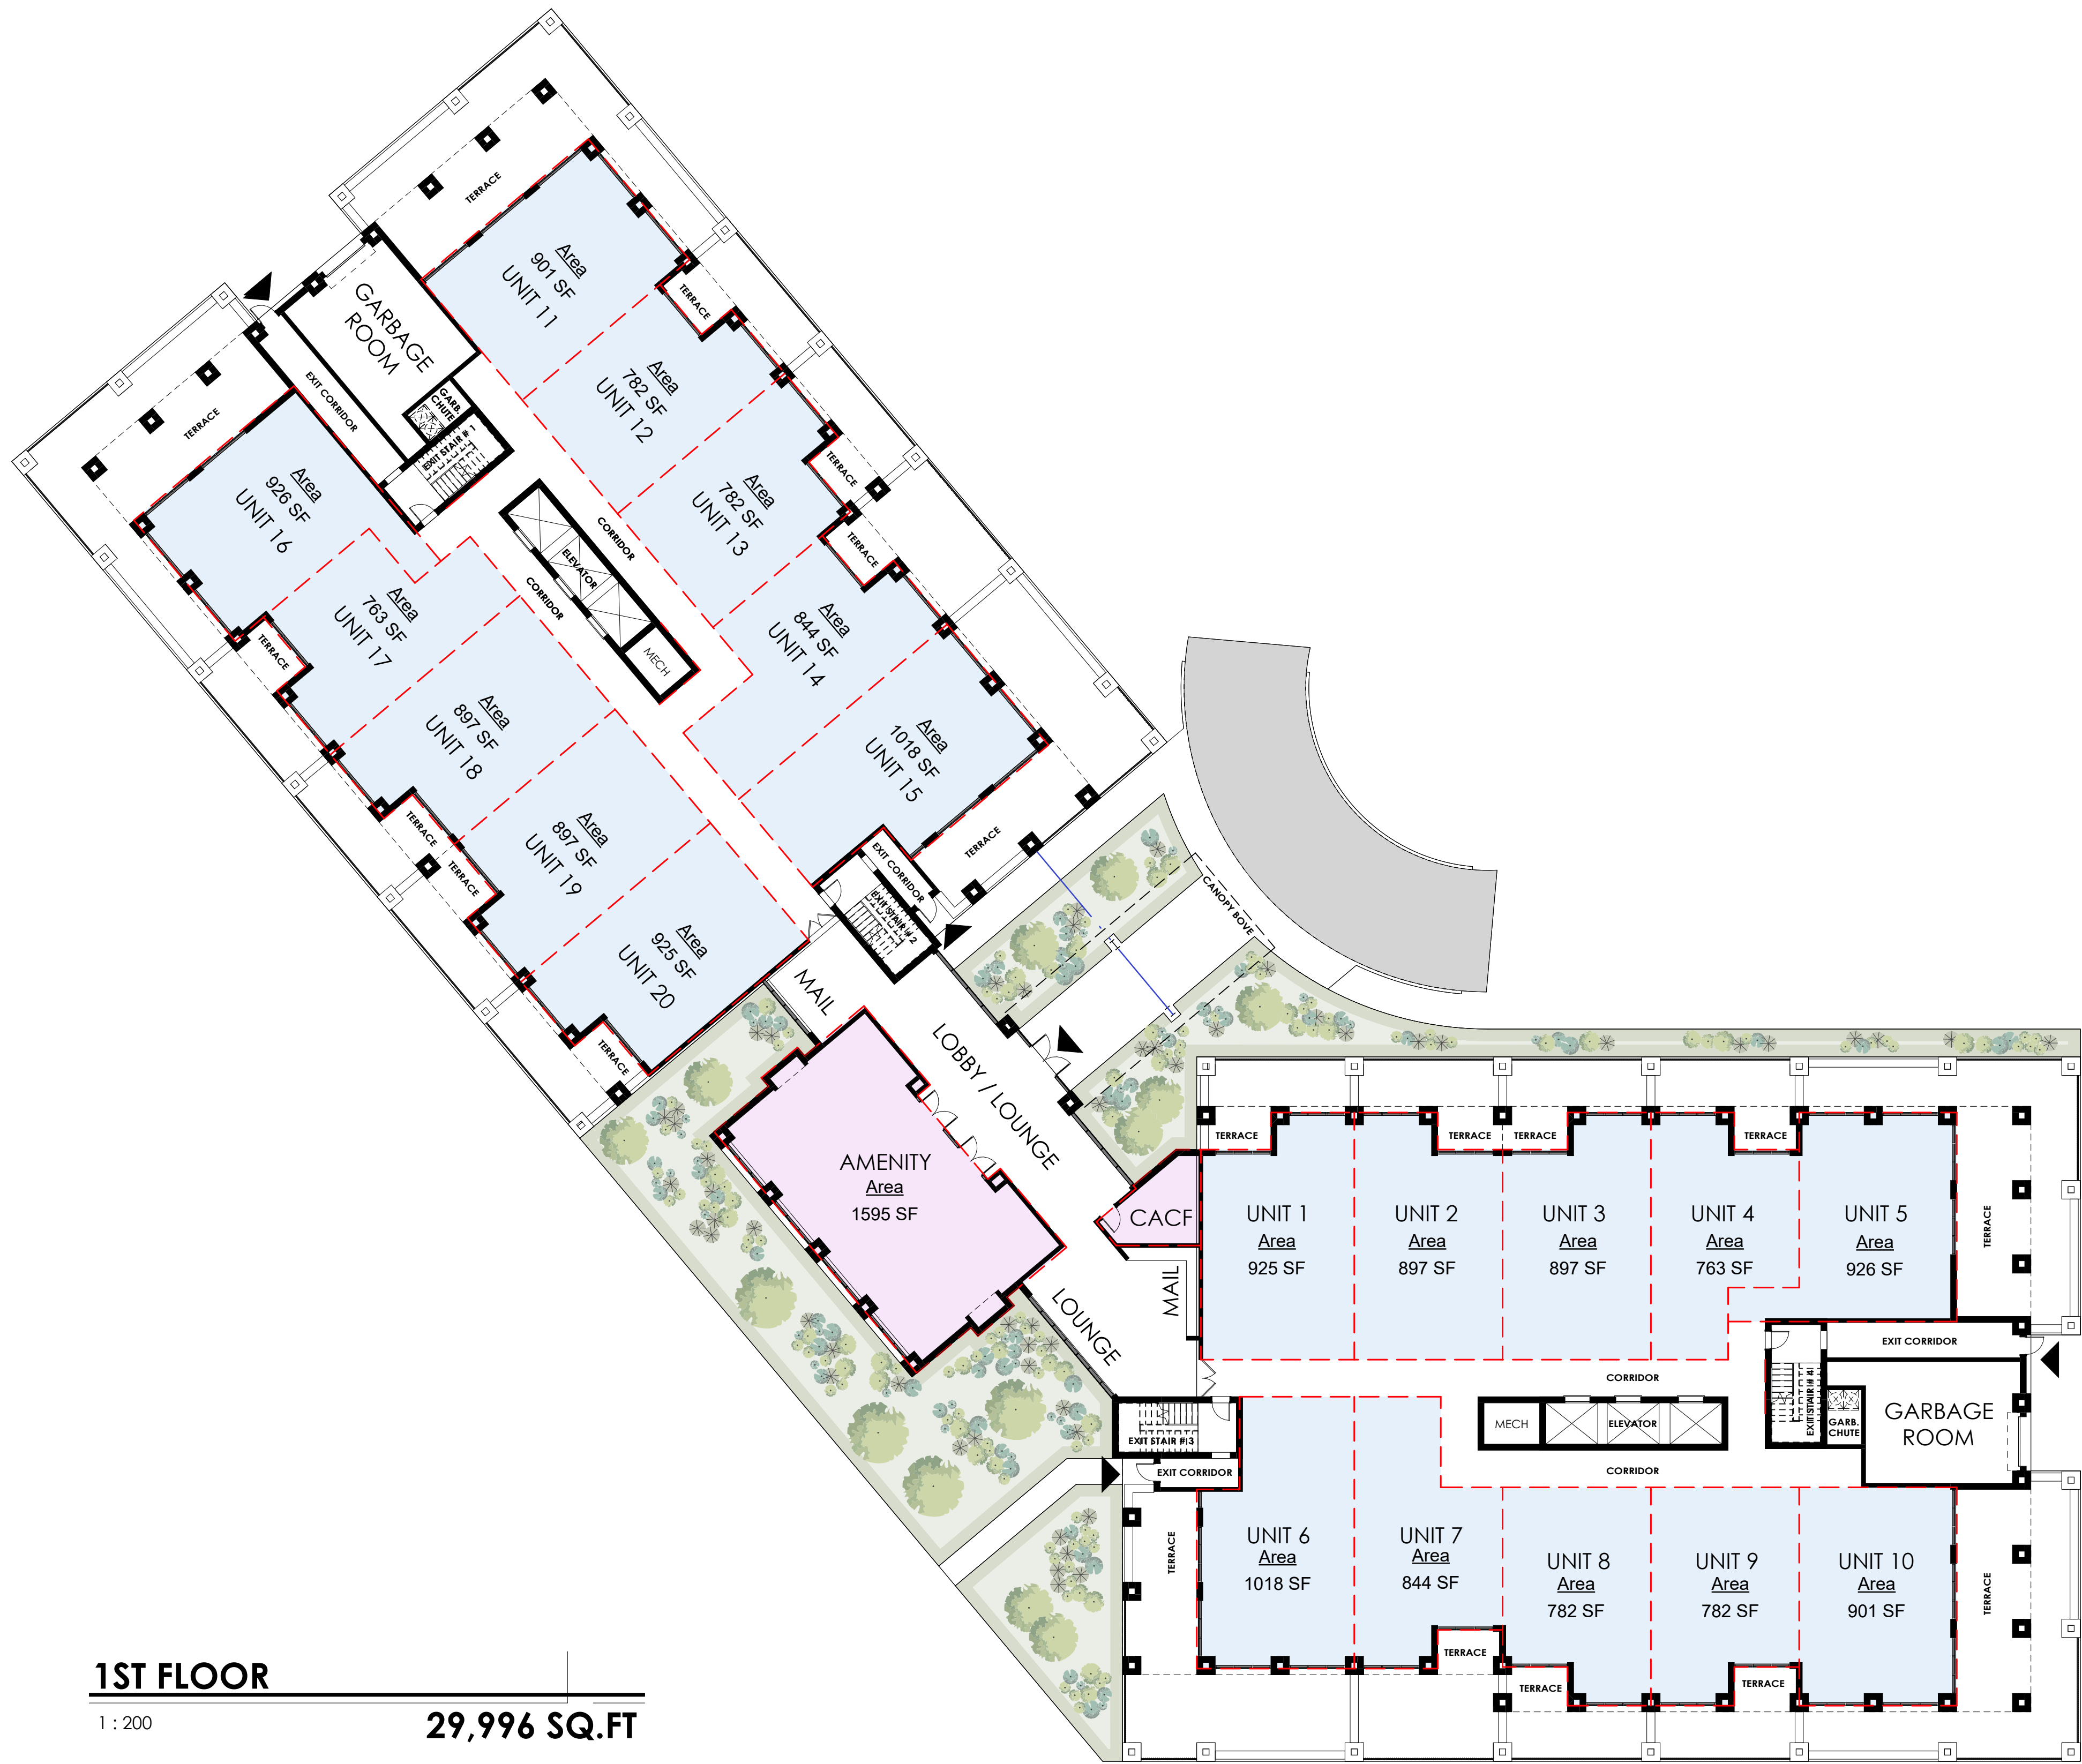 TERRACE
Area
901 SF
UNIT 11
TERRACE
GARBAGE
ROOM
GARB.
CHUTE
EXIT STAIR # 1
EXIT CORRIDOR
TERRACE
Area
782 SF
UNIT 12
TERRACE
Area
782 SF
UNIT 13
TERRACE
Area
844 SF
UNIT 14
Area
1018 SF
UNIT 15
TERRACE
Area
926 SF
UNIT 16
Area
763 SF
UNIT 17
TERRACE
Area
897 SF
UNIT 18
TERRACE
Area
897 SF
UNIT 19
TERRACE
Area
925 SF
UNIT 20
TERRACE
CORRIDOR
ELEVATOR
CORRIDOR
MECH
EXIT CORRIDOR
EXIT STAIR # 2
CANOPY BOVE
MAIL
LOBBY / LOUNGE
AMENITY
Area
1595 SF
CACF
MAIL
LOUNGE
TERRACE
TERRACE
TERRACE
TERRACE
UNIT 1
Area
925 SF
UNIT 2
Area
897 SF
UNIT 3
Area
897 SF
UNIT 4
Area
763 SF
UNIT 5
Area
926 SF
TERRACE
EXIT CORRIDOR
CORRIDOR
MECH
ELEVATOR
EXIT STAIR # 4
GARB.
CHUTE
GARBAGE
ROOM
EXIT STAIR # 3
EXIT CORRIDOR
CORRIDOR
TERRACE
UNIT 6
Area
1018 SF
UNIT 7
Area
844 SF
UNIT 8
Area
782 SF
UNIT 9
Area
782 SF
UNIT 10
Area
901 SF
TERRACE
TERRACE
TERRACE
TERRACE
1ST FLOOR
1 : 200
29,996 SQ.FT